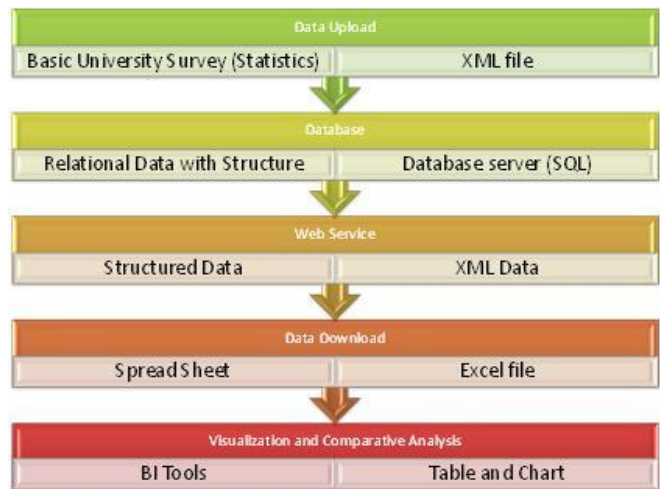 Data Upload
Basic University Survey (Statistics) XML file
Database
Relational Data with Structure Database server (SQL)
Web Service
Structured Data XML Data
Data Download
Spread Sheet Excel file
Visualization and Comparative Analysis
BI Tools Table and Chart